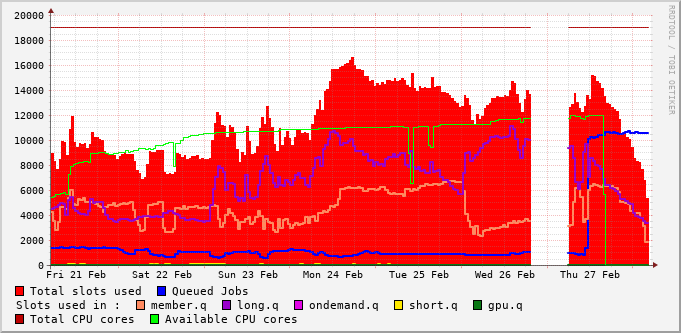 20000
18000
16000
14000
12000
10000
8000
6000
4000
2000
0
Fri 21 Feb Sat 22 Feb Sun 23 Feb Mon 24 Feb Tue 25 Feb Wed 26 Feb Thu 27 Feb
Total slots used Queued Jobs
Slots used in : member.q long.q ondemand.q short.q gpu.q
Total CPU cores Available CPU cores
RRDTOOL / TOBI OETIKER